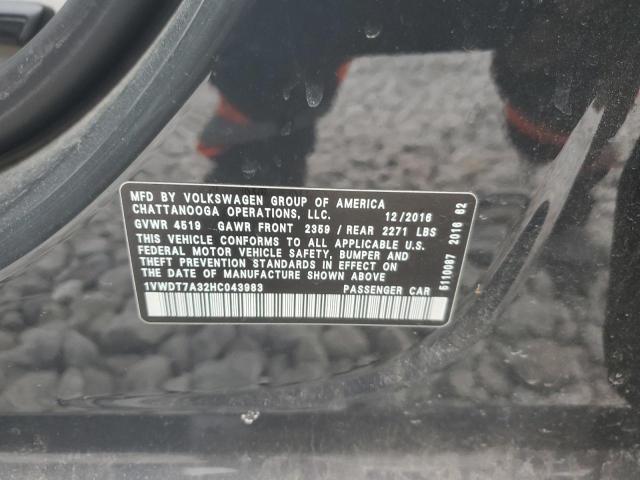 MFD BY VOLKSWAGEN GROUP OF AMERICA
CHATTANOOGA OPERATIONS, LLC. 12/2016
GVWR 4519 GAWR FRONT 2359 / REAR 2271 LBS
THIS VEHICLE CONFORMS TO ALL APPLICABLE U.S.
FEDERAL MOTOR VEHICLE SAFETY, BUMPER AND
THEFT PREVENTION STANDARDS IN EFFECT ON THE
DATE OF MANUFACTURE SHOWN ABOVE
1VWDT7A32HC043983 PASSENGER CAR
5110087 2016 62